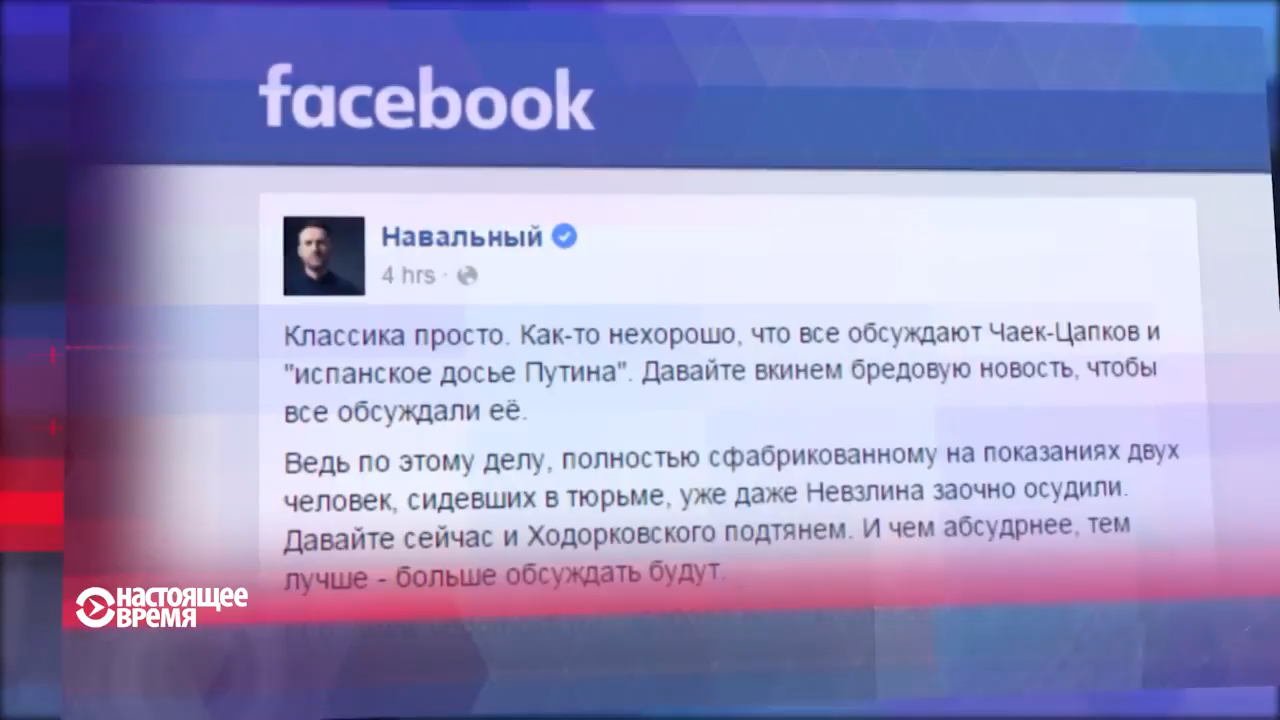 facebook
Навальный
4 hrs ·
Классика просто. Как-то нехорошо, что все обсуждают Чаек-Цапков и
"испанское досье Путина". Давайте вкинем бредовую новость, чтобы
все обсуждали её.
Ведь по этому делу, полностью сфабрикованному на показаниях двух
человек, сидевших в тюрьме, уже даже Невзлина заочно осудили.
Давайте сейчас и Ходорковского подтянем. И чем абсудрнее, тем
лучше - больше обсуждать будут.
НАСТОЯЩЕЕ
ВРЕМЯ